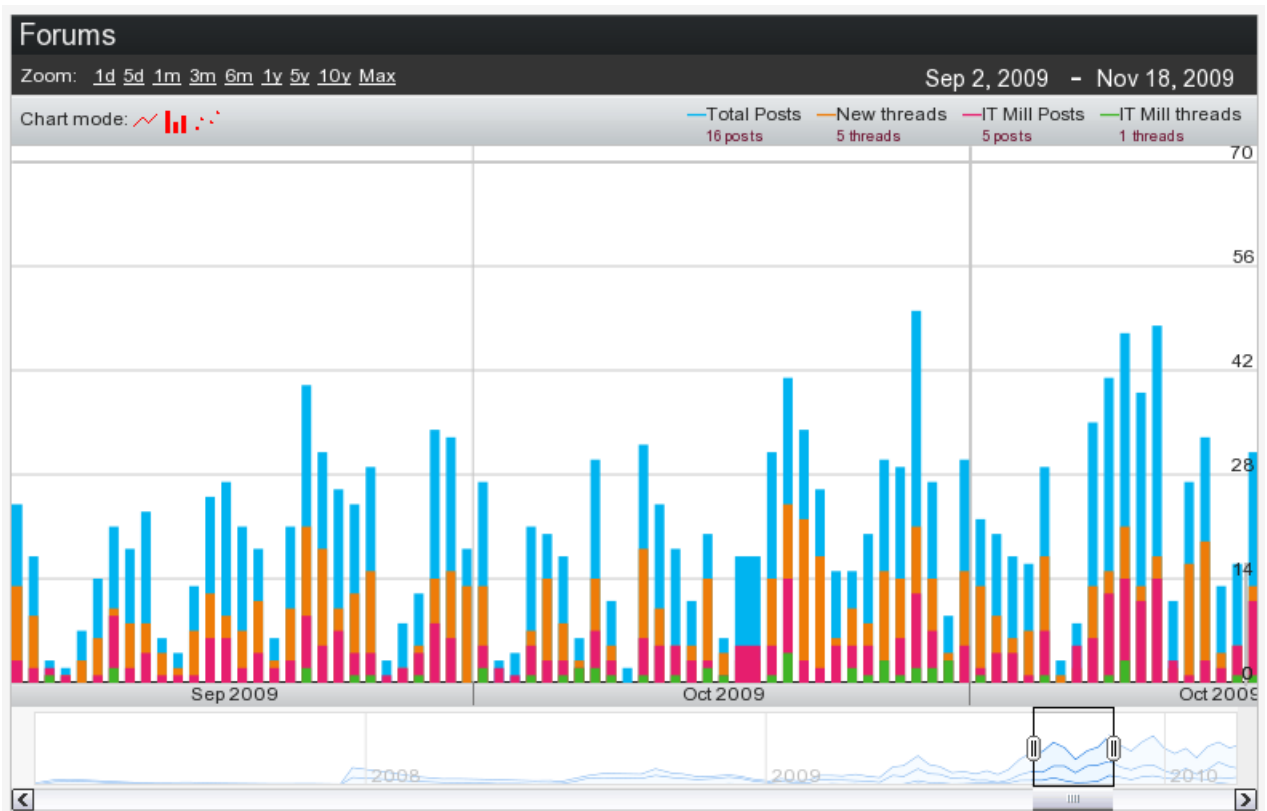 Forums
Zoom: 1d 5d 1m 3m 6m 1y 5y 10y Max Sep 2, 2009 - Nov 18, 2009
Chart mode: Total Posts New threads IT Mill Posts IT Mill threads
16 posts 5 threads 5 posts 1 threads
70
56
42
28
14
0
Sep 2009 Oct 2009 Oct 2009
2008 2009 2010